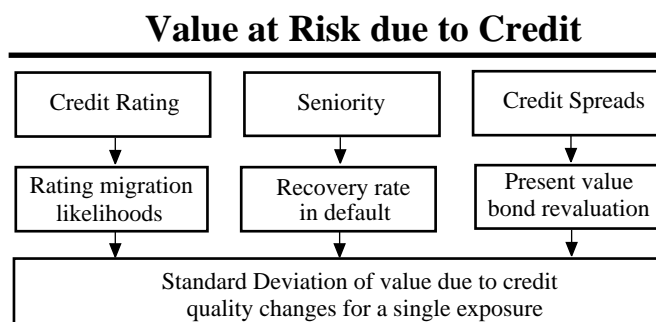 Value at Risk due to Credit
Credit Rating
Seniority
Credit Spreads
Rating migration
likelihoods
Recovery rate
in default
Present value
bond revaluation
Standard Deviation of value due to credit
quality changes for a single exposure